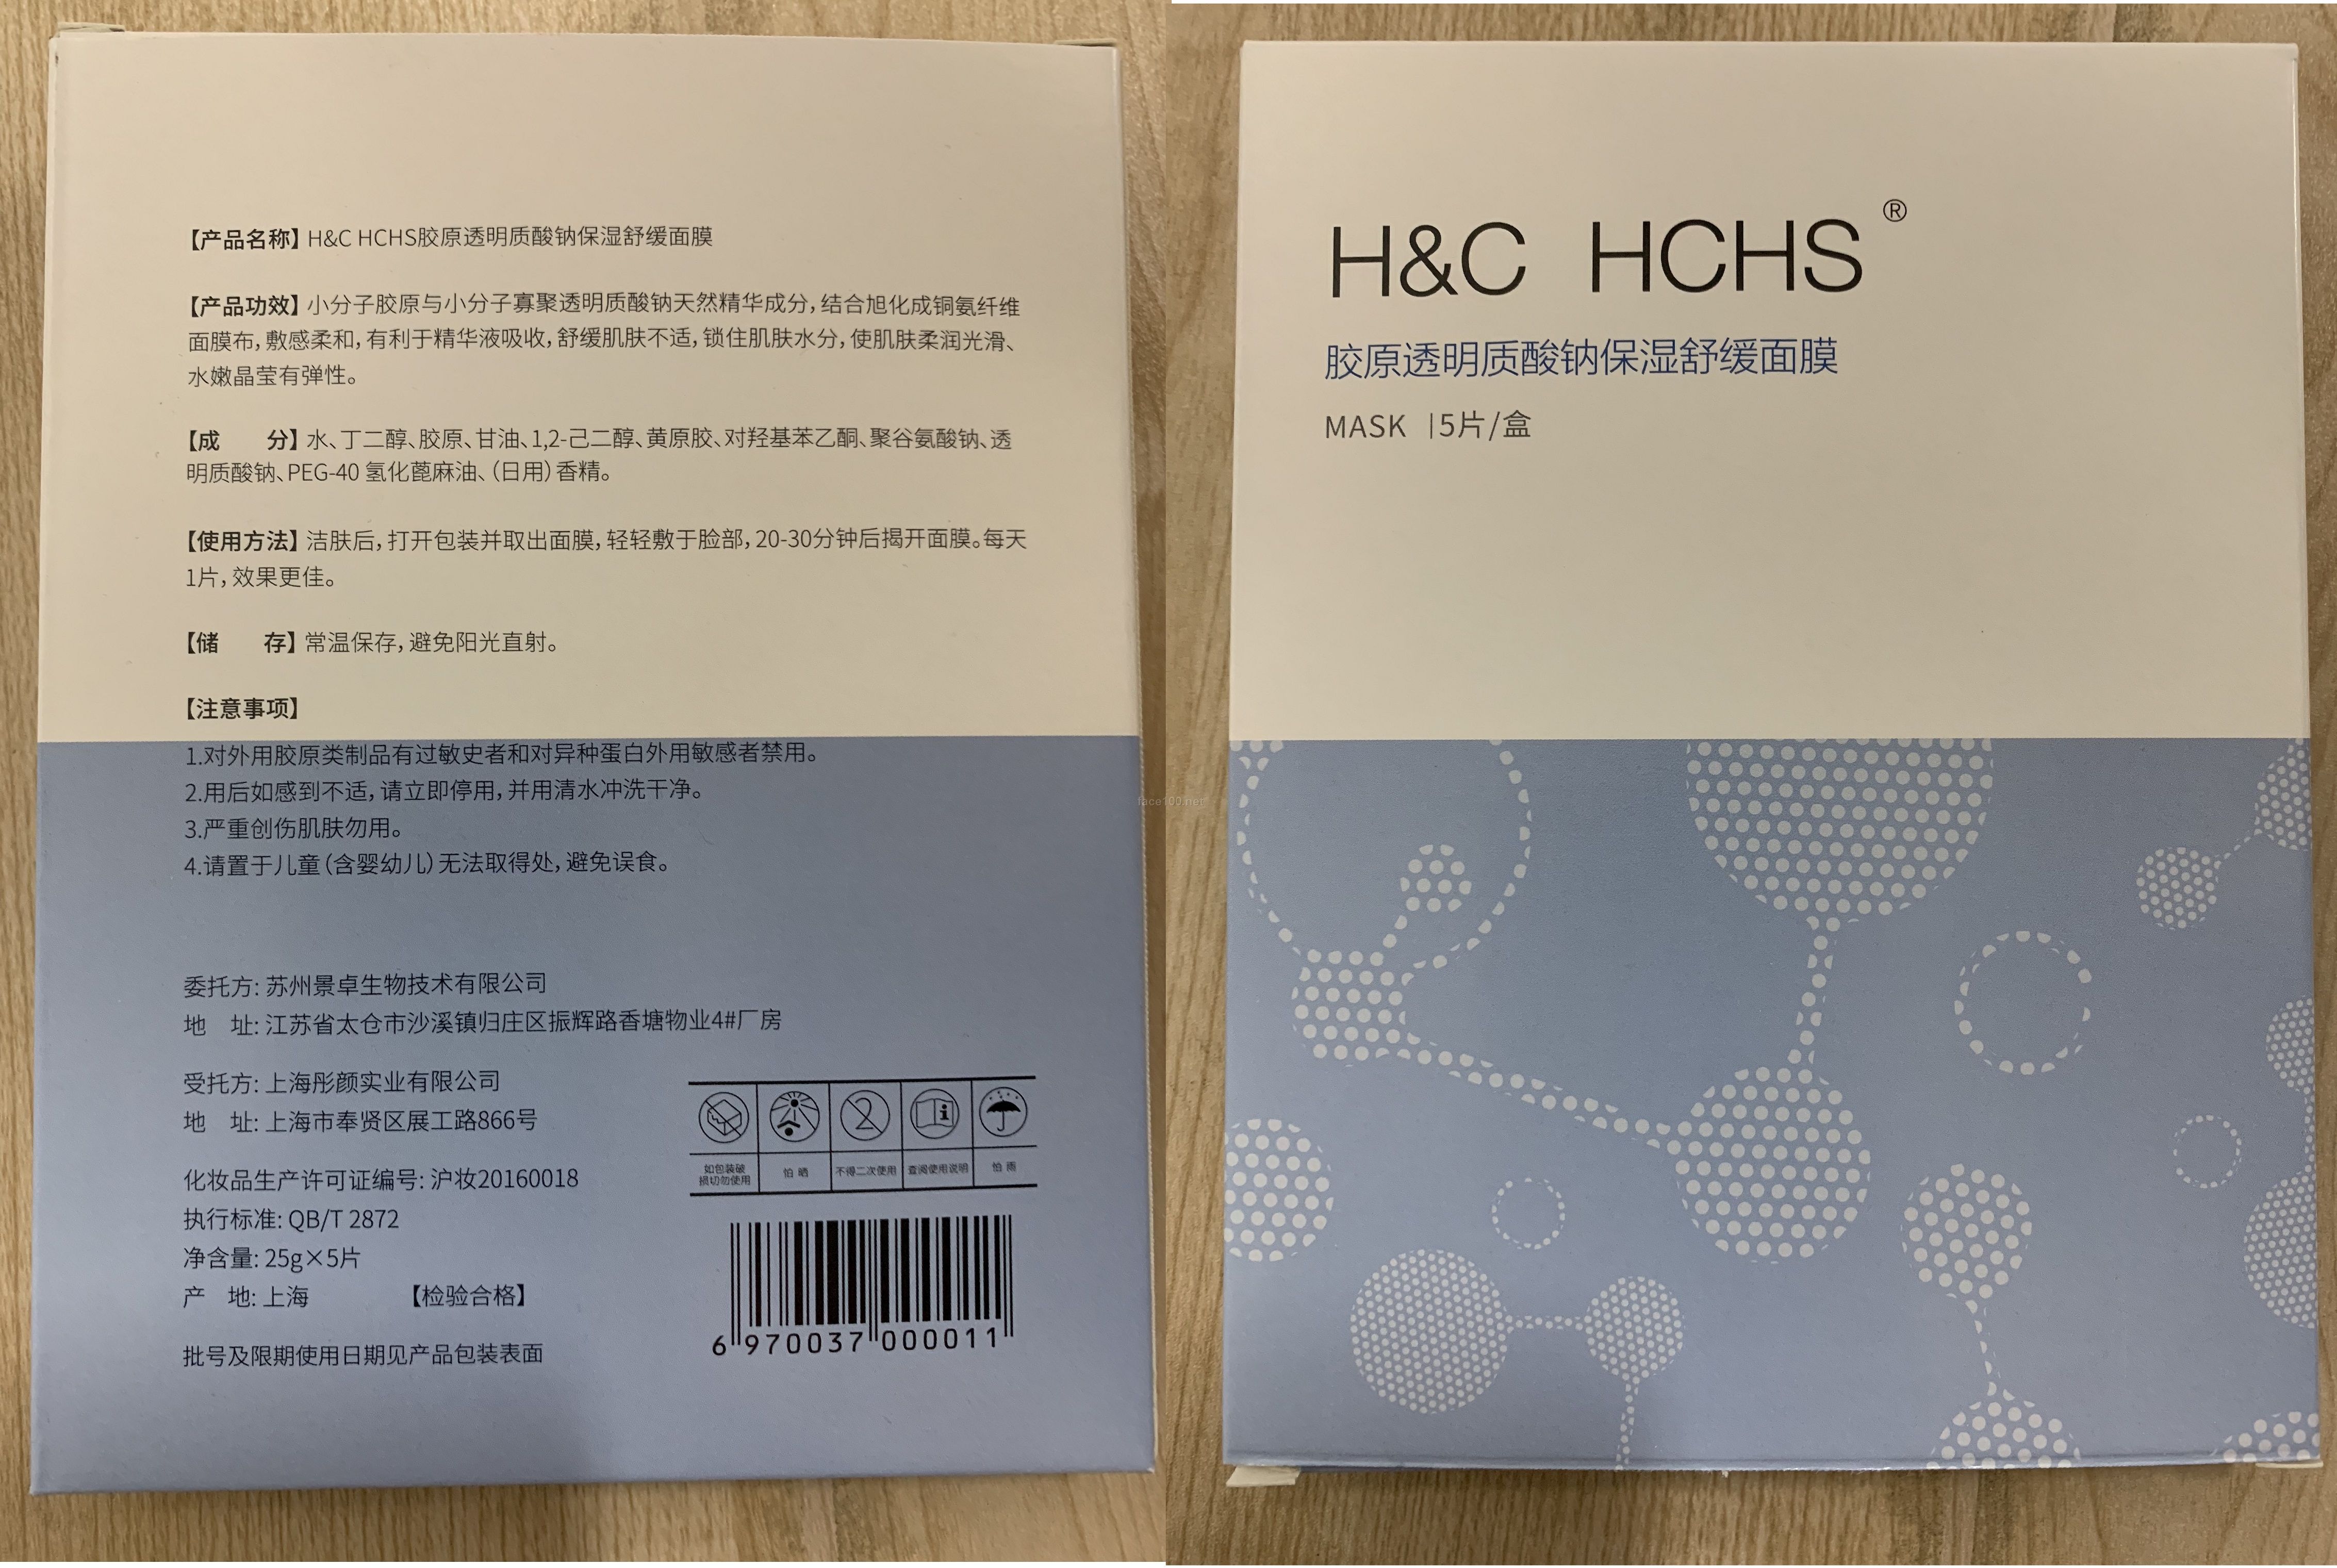 【产品名称】H&C HCHS胶原透明质酸钠保湿舒缓面膜
【产品功效】小分子胶原与小分子寡聚透明质酸钠天然精华成分,结合旭化成铜氨纤维
面膜布,敷感柔和,有利于精华液吸收,舒缓肌肤不适,锁住肌肤水分,使肌肤柔润光滑、
水嫩晶莹有弹性。
【成 分】水、丁二醇、胶原、甘油、1,2-己二醇、黄原胶、对羟基苯乙酮、聚谷氨酸钠、透
明质酸钠、PEG-40 氢化蓖麻油、(日用)香精。
【使用方法】洁肤后,打开包装并取出面膜,轻轻敷于脸部,20-30分钟后揭开面膜。每天
1片,效果更佳。
【储 存】常温保存,避免阳光直射。
【注意事项】
1.对外用胶原类制品有过敏史者和对异种蛋白外用敏感者禁用。
2.用后如感到不适,请立即停用,并用清水冲洗干净。
3.严重创伤肌肤勿用。
4.请置于儿童(含婴幼儿)无法取得处,避免误食。
委托方: 苏州景卓生物技术有限公司
地 址: 江苏省太仓市沙溪镇归庄区振辉路香塘物业4#厂房
受托方: 上海彤颜实业有限公司
地 址: 上海市奉贤区展工路866号
化妆品生产许可证编号: 沪妆20160018
执行标准: QB/T 2872
净含量: 25g×5片
产 地: 上海 【检验合格】
批号及限期使用日期见产品包装表面
2
i
如包装破
损切勿使用
怕 晒
不得二次使用
查阅使用说明
怕 雨
6 970037 000011
H&C HCHS®
胶原透明质酸钠保湿舒缓面膜
MASK |5片/盒
face100.net